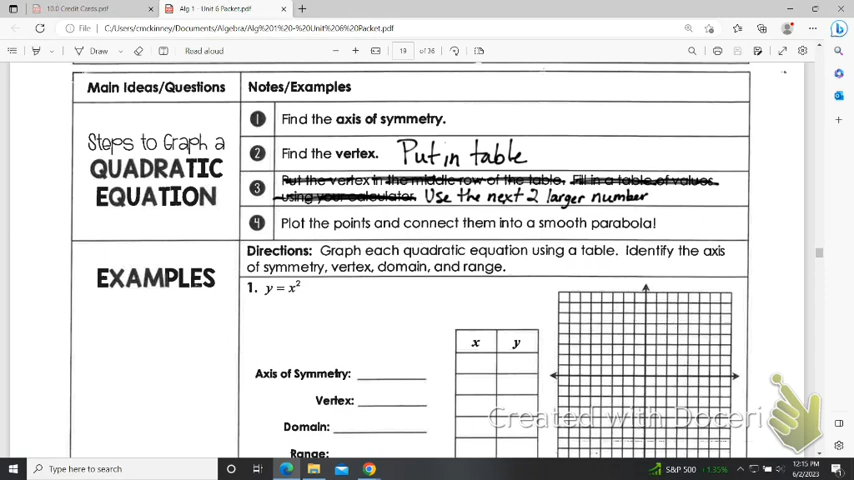 10.0 Credit Cards.pdf
Alg 1 - Unit 6 Packet.pdf
File
C:/Users/cmckinney/Documents/Algebra/Alg%201%20-%20Unit%206%20Packet.pdf
Draw
Read aloud
19
of 36
Main Ideas/Questions
Notes/Examples
Steps to Graph a
QUADRATIC
EQUATION
1 Find the axis of symmetry.
2 Find the vertex. Put in table
3 Put the vertex in the middle row of the table. Fill in a table of values
using your calculator. Use the next 2 larger number
4 Plot the points and connect them into a smooth parabola!
EXAMPLES
Directions: Graph each quadratic equation using a table. Identify the axis
of symmetry, vertex, domain, and range.
1. y = x²
x y
Axis of Symmetry:
Vertex:
Domain:
Range:
Created with Doceri
Type here to search
S&P 500 +1.35%
12:15 PM
6/2/2023